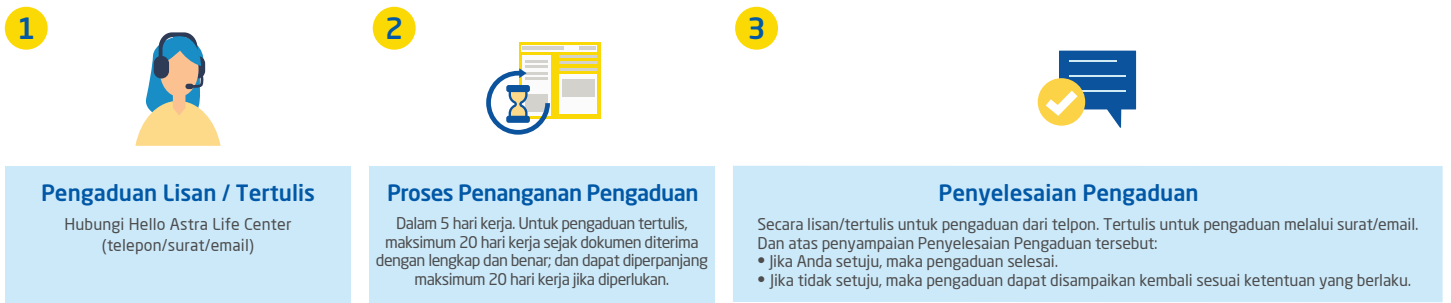 1
Pengaduan Lisan / Tertulis
Hubungi Hello Astra Life Center
(telepon/surat/email)
2
Proses Penanganan Pengaduan
Dalam 5 hari kerja. Untuk pengaduan tertulis,
maksimum 20 hari kerja sejak dokumen diterima
dengan lengkap dan benar; dan dapat diperpanjang
maksimum 20 hari kerja jika diperlukan.
3
Penyelesaian Pengaduan
Secara lisan/tertulis untuk pengaduan dari telpon. Tertulis untuk pengaduan melalui surat/email.
Dan atas penyampaian Penyelesaian Pengaduan tersebut:
• Jika Anda setuju, maka pengaduan selesai.
• Jika tidak setuju, maka pengaduan dapat disampaikan kembali sesuai ketentuan yang berlaku.